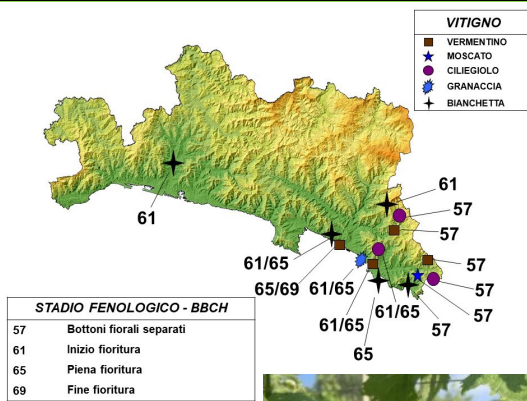 VITIGNO
VERMENTINO
MOSCATO
CILIEGIOLO
GRANACCIA
BIANCHETTA
61
61
57
57
61/65
57
65/69
61/65
57
61/65
61/65
57
57
65
STADIO FENOLOGICO - BBCH
57 Bottoni fiorali separati
61 Inizio fioritura
65 Piena fioritura
69 Fine fioritura